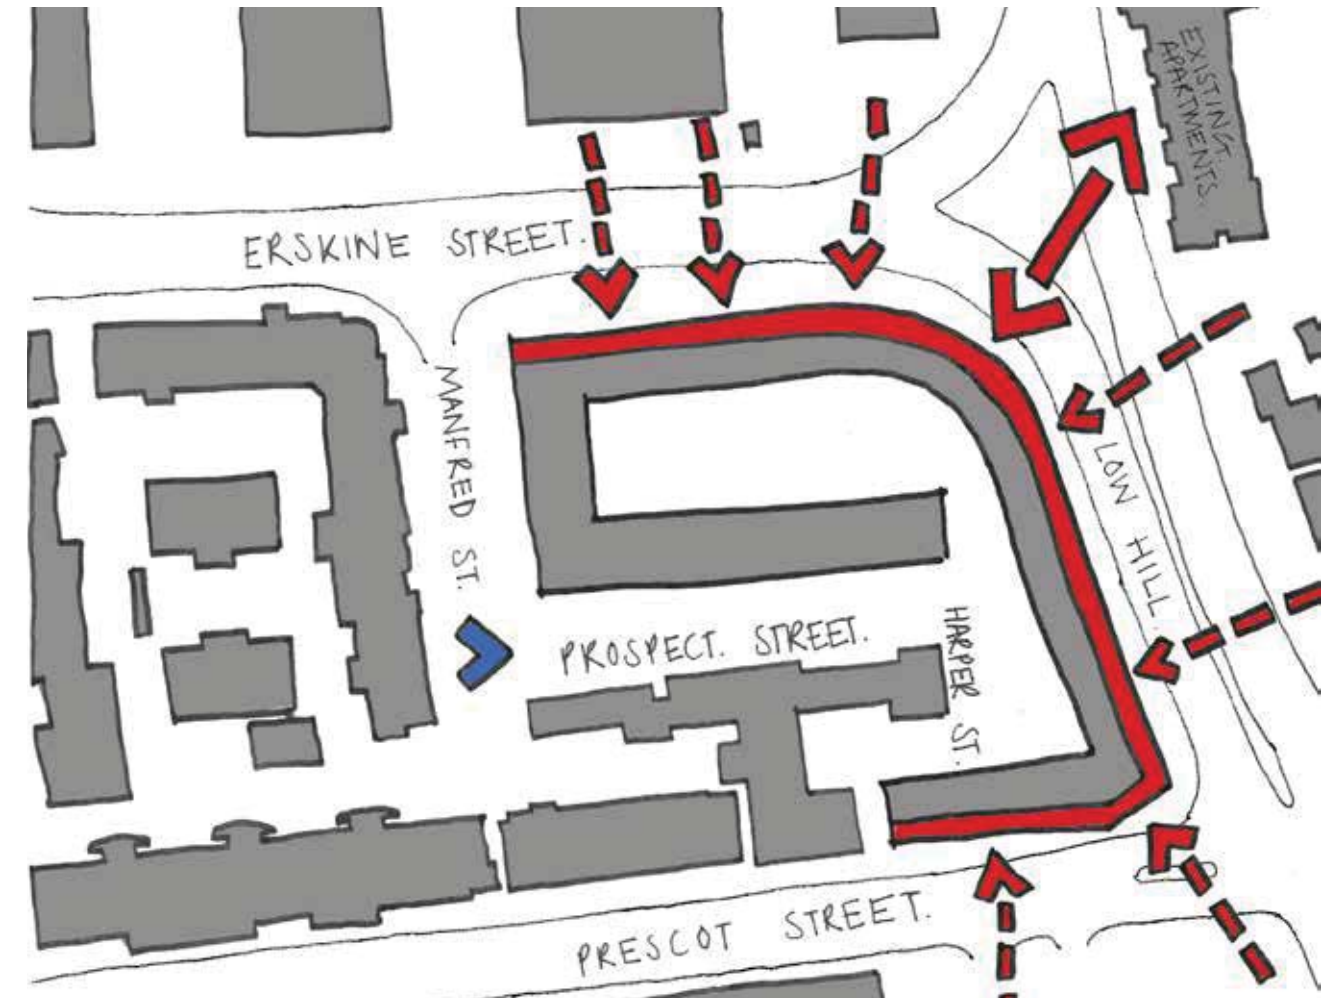 EXISTING.
APARTMENTS.
ERSKINE STREET.
MANFRED ST.
LOW HILL.
PROSPECT. STREET.
HARPER ST.
PRESCOT STREET.